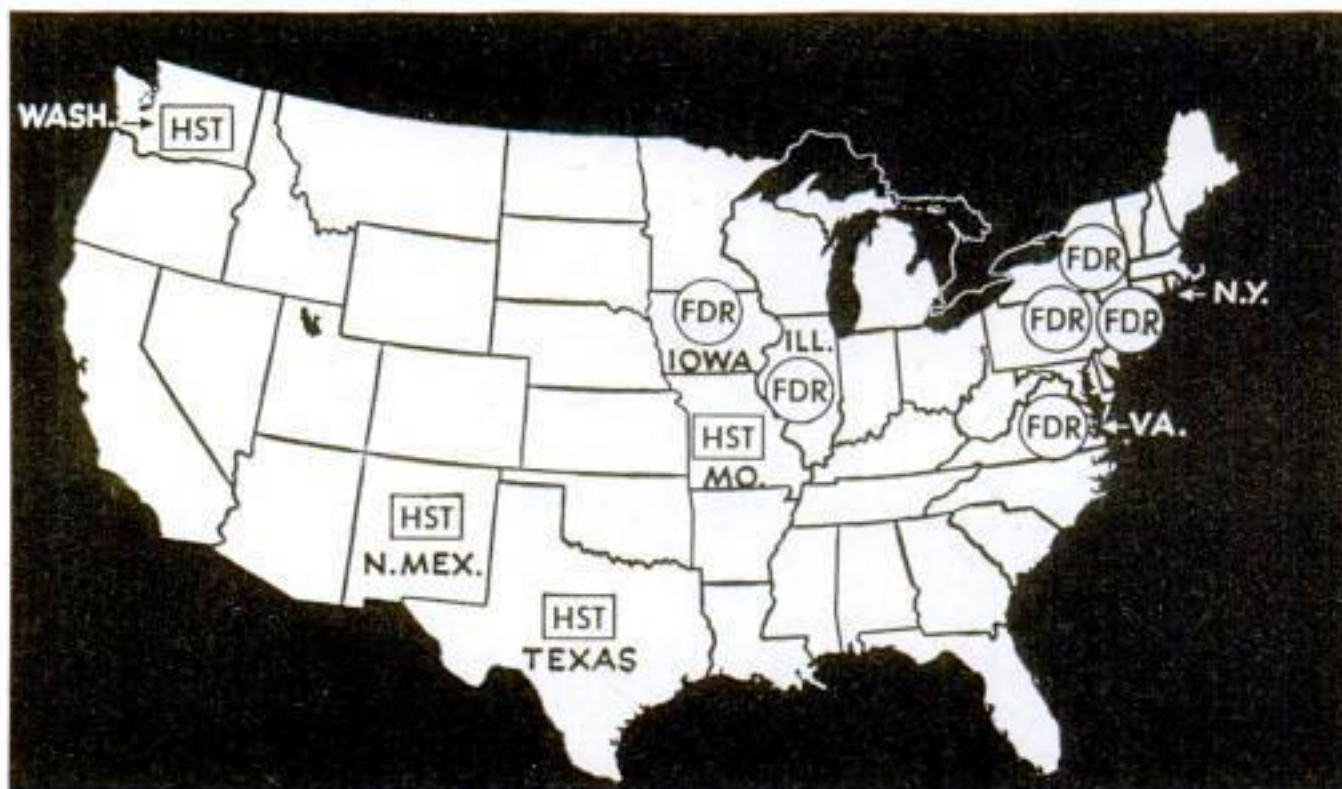 WASH.
HST
FDR
N.Y.
FDR
FDR
FDR
IOWA
ILL.
FDR
FDR
VA.
HST
MO.
HST
N.MEX.
HST
TEXAS